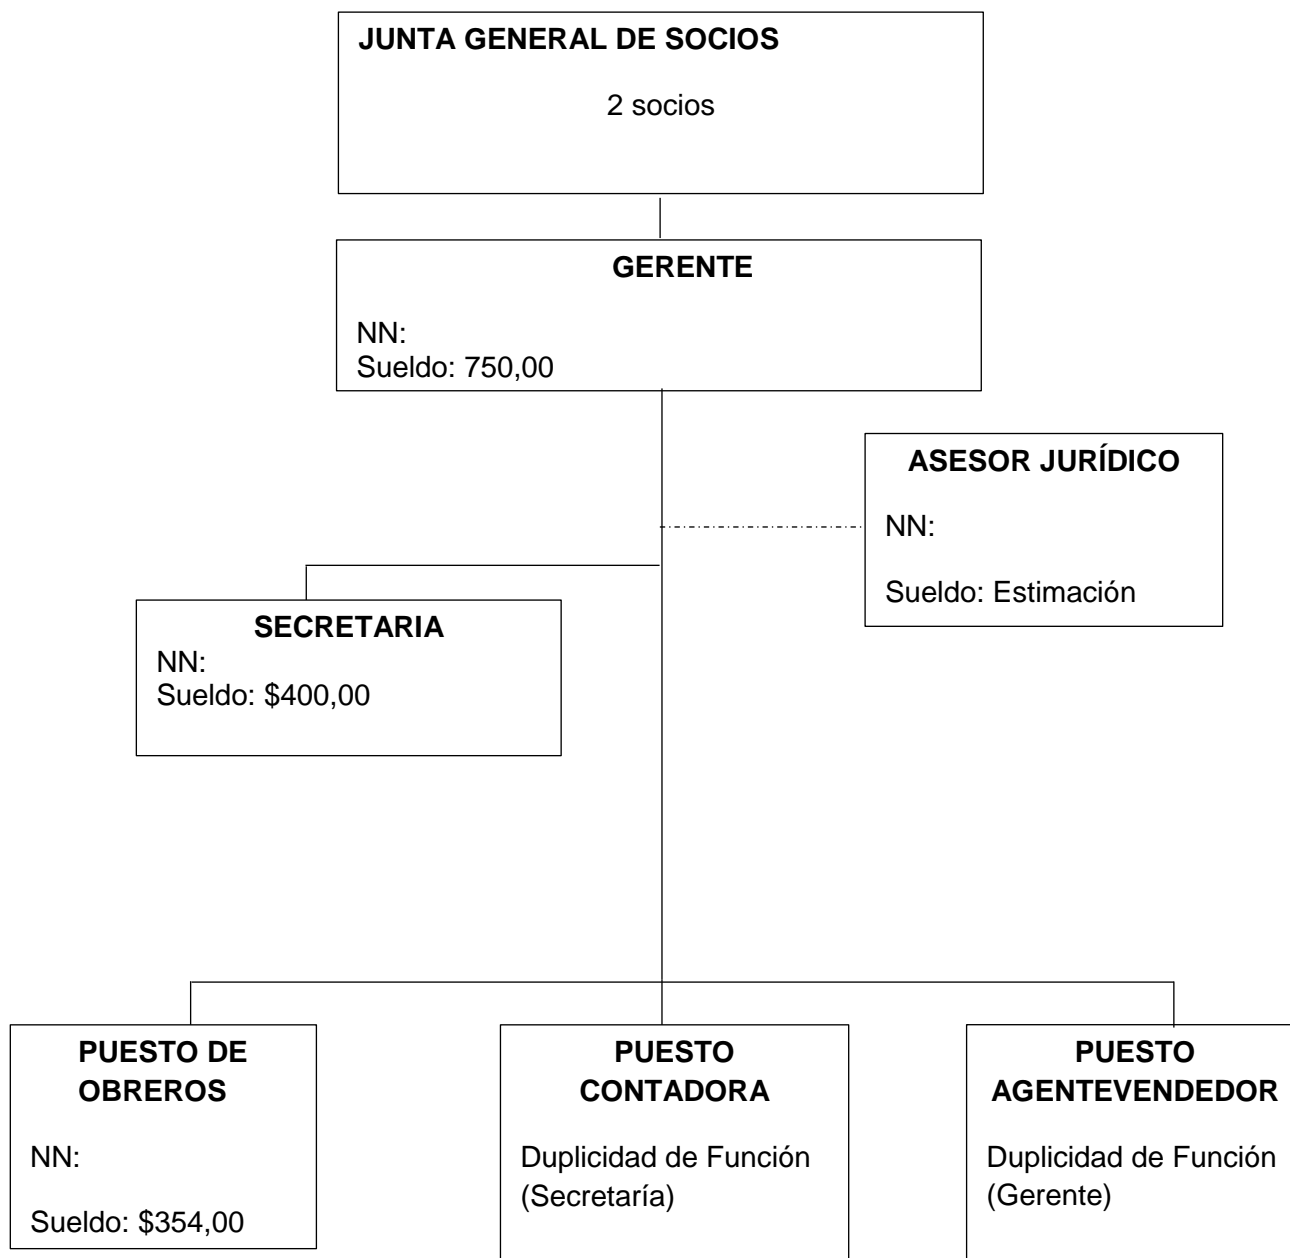 JUNTA GENERAL DE SOCIOS
2 socios
GERENTE
NN:
Sueldo: 750,00
ASESOR JURÍDICO
NN:
Sueldo: Estimación
SECRETARIA
NN:
Sueldo: $400,00
PUESTO DE
OBREROS
NN:
Sueldo: $354,00
PUESTO
CONTADORA
Duplicidad de Función
(Secretaría)
PUESTO
AGENTEVENDEDOR
Duplicidad de Función
(Gerente)